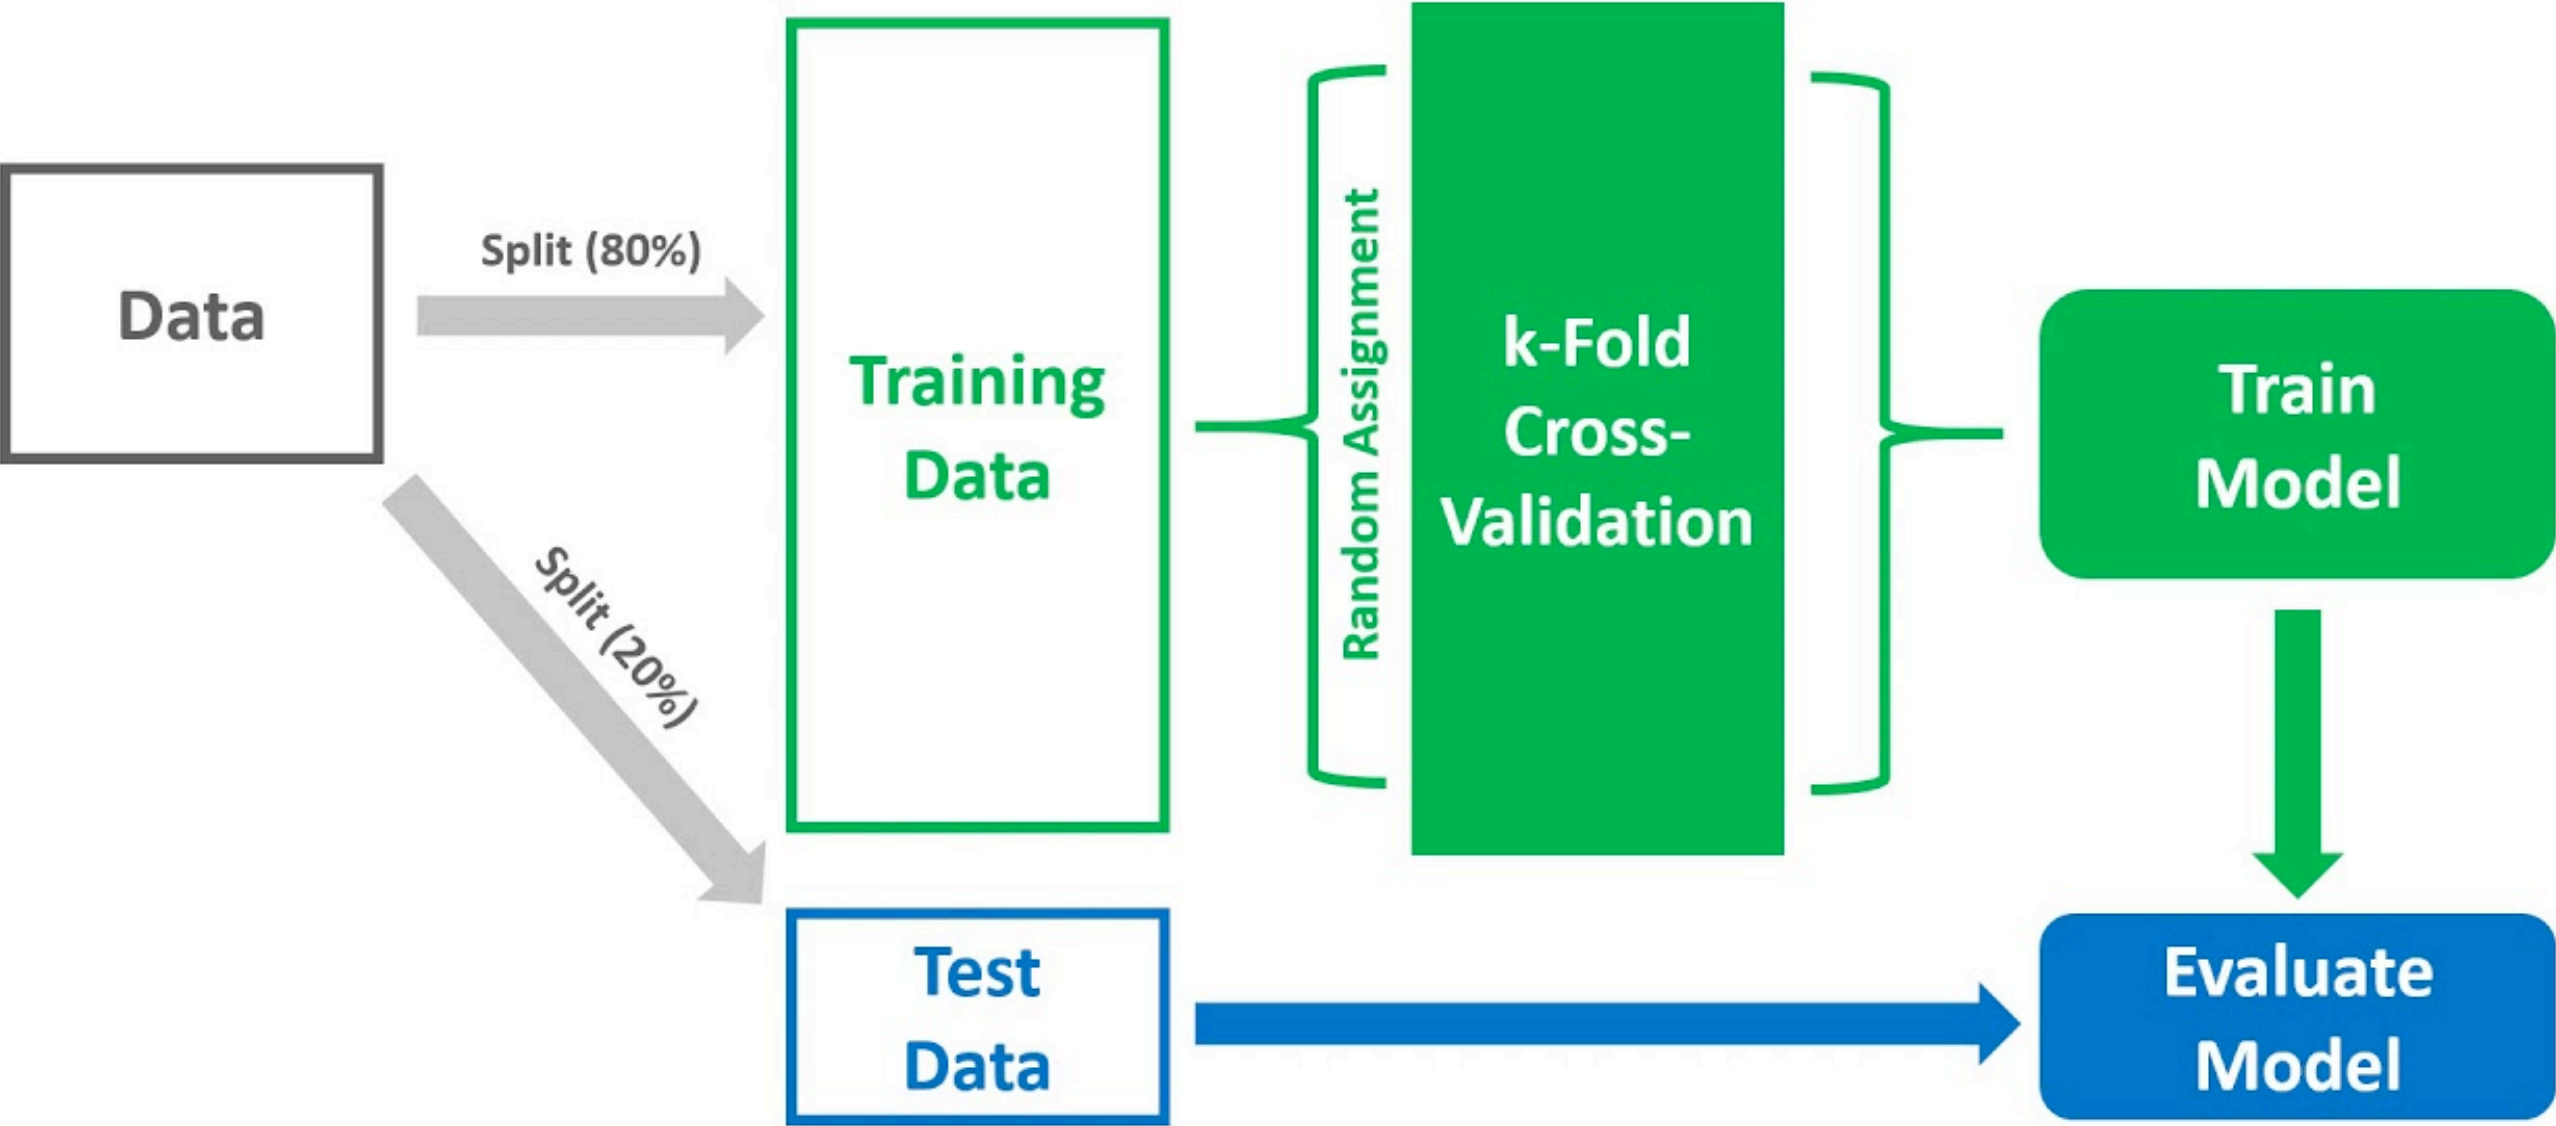 Data
Split (80%)
Split (20%)
Training
Data
Random Assignment
k-Fold
Cross-
Validation
Train
Model
Test
Data
Evaluate
Model